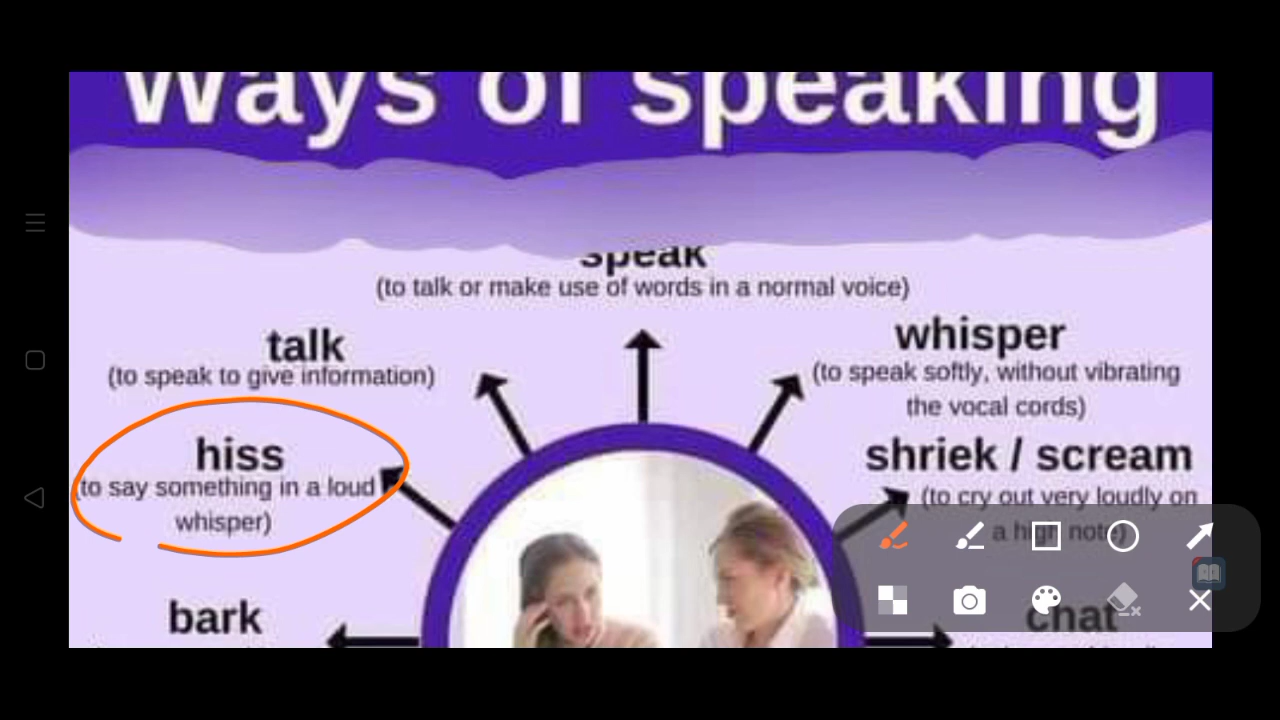 Ways of speaking
speak
(to talk or make use of words in a normal voice)
talk
(to speak to give information)
whisper
(to speak softly, without vibrating
the vocal cords)
hiss
(to say something in a loud
whisper)
shriek / scream
(to cry out very loudly on
a high note)
bark
chat